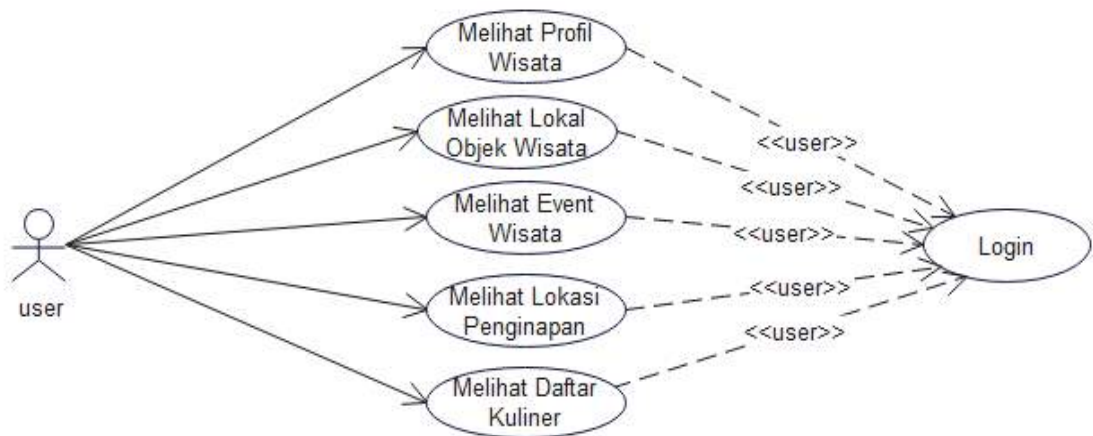 Melihat Profil
Wisata
Melihat Lokal
Objek Wisata
Melihat Event
Wisata
Melihat Lokasi
Penginapan
Melihat Daftar
Kuliner
user
<<user>>
<<user>>
<<user>>
<<user>>
<<user>>
Login